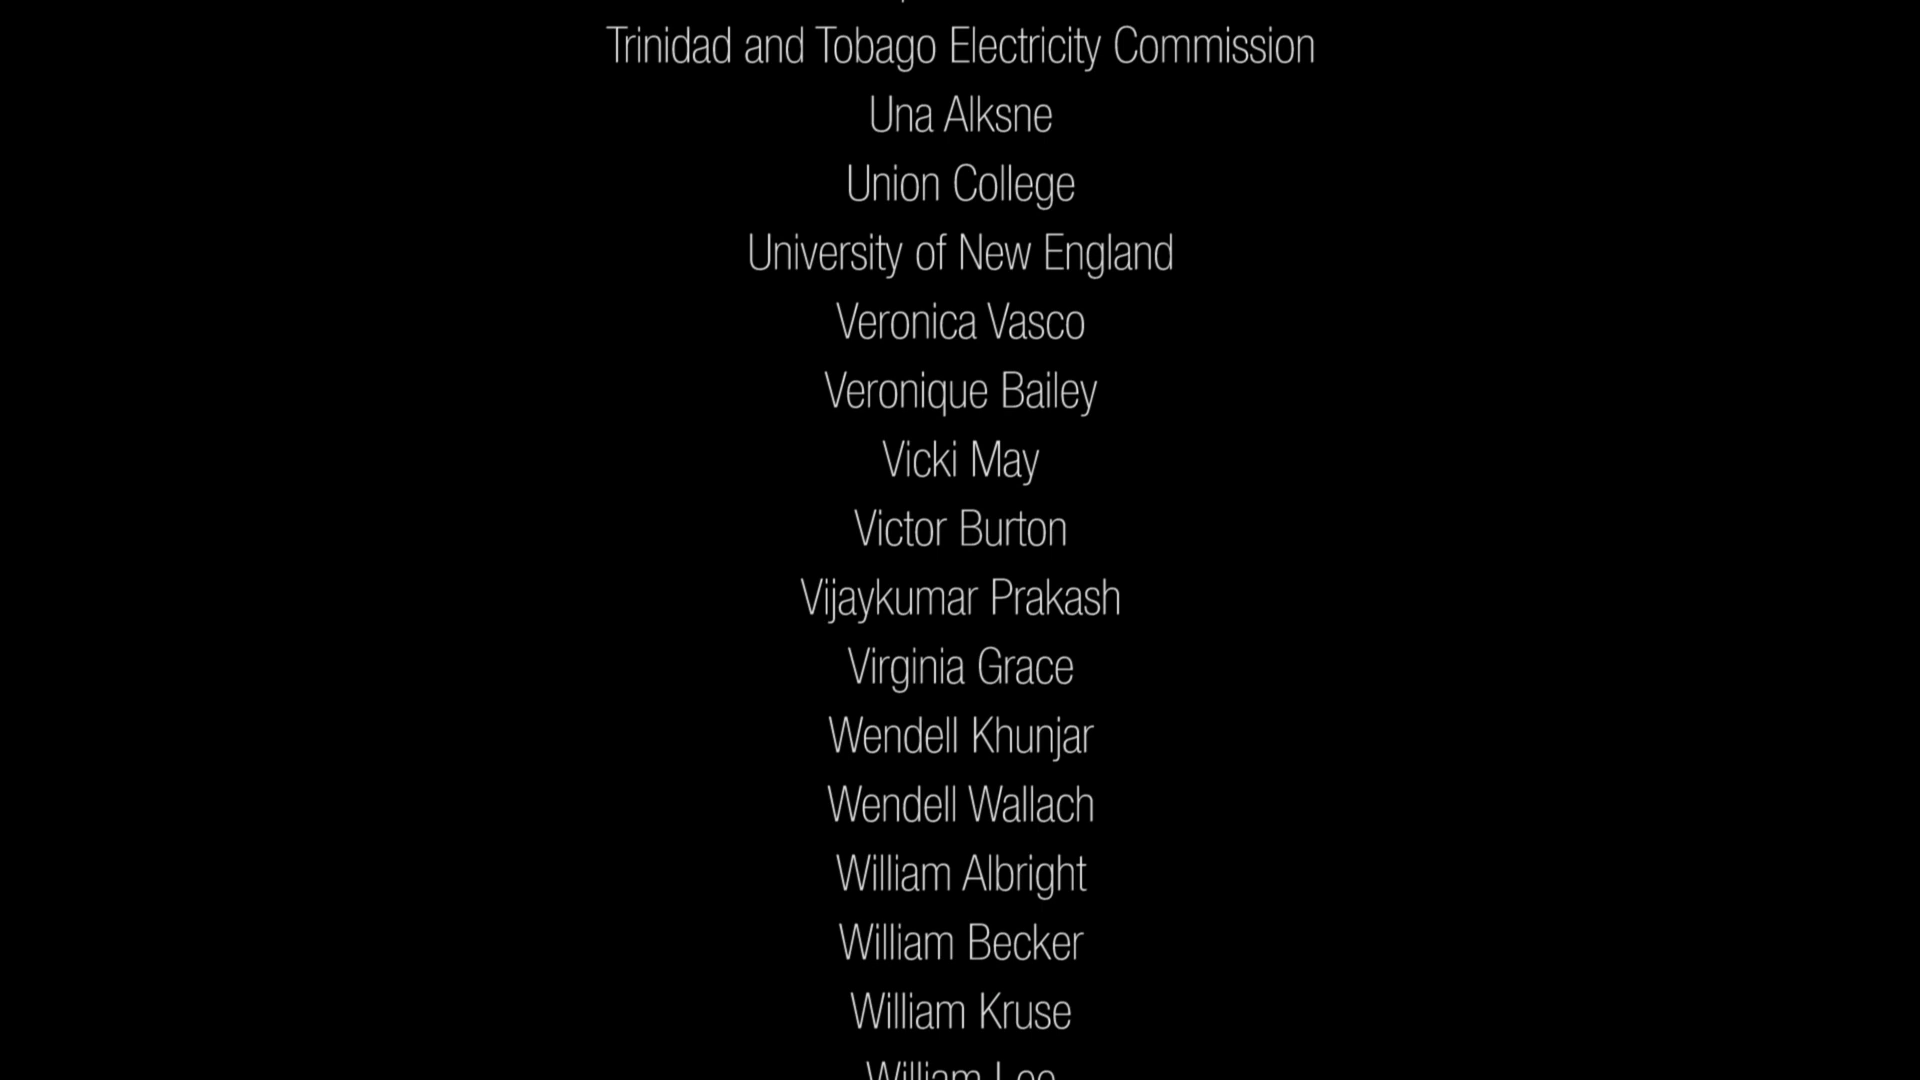 Trinidad and Tobago Electricity Commission
Una Alksne
Union College
University of New England
Veronica Vasco
Veronique Bailey
Vicki May
Victor Burton
Vijaykumar Prakash
Virginia Grace
Wendell Khunjar
Wendell Wallach
William Albright
William Becker
William Kruse
William